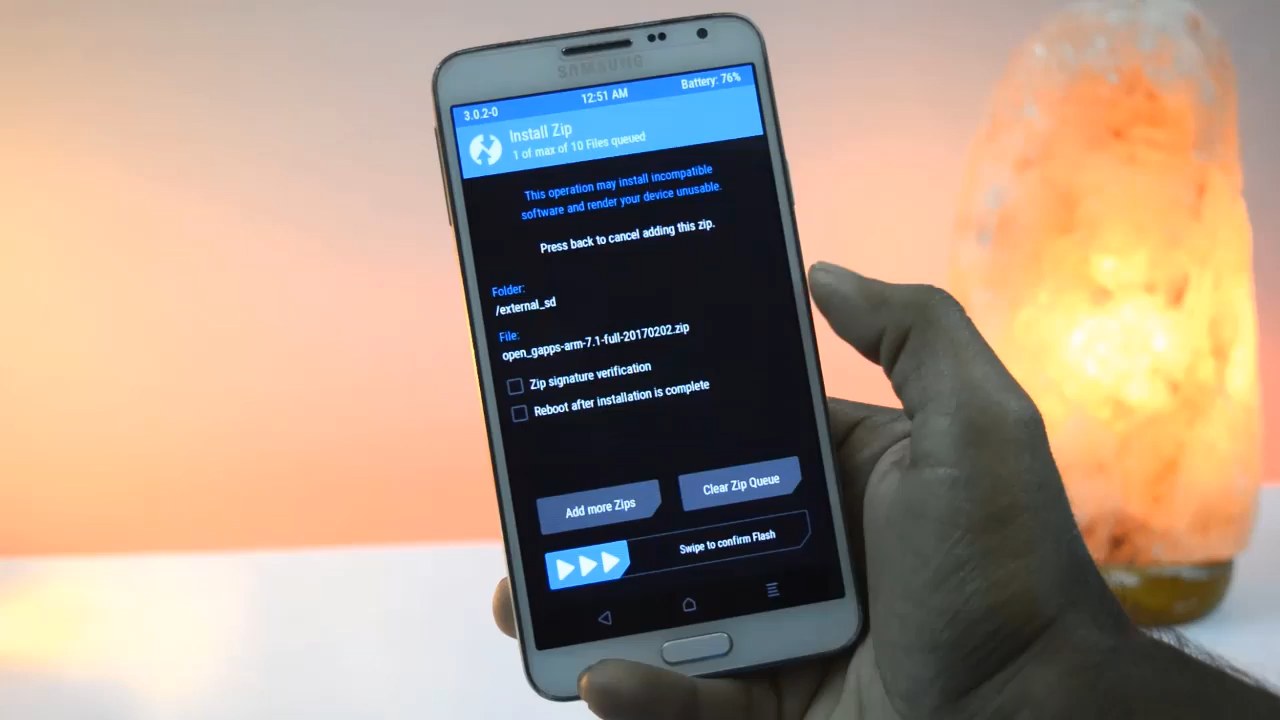 SAMSUNG
3.0.2-0 12:51 AM Battery: 76%
Install Zip
1 of max of 10 Files queued
This operation may install incompatible
software and render your device unusable.
Press back to cancel adding this zip.
Folder:
/external_sd
File:
open_gapps-arm-7.1-full-20170202.zip
Zip signature verification
Reboot after installation is complete
Add more Zips Clear Zip Queue
Swipe to confirm Flash